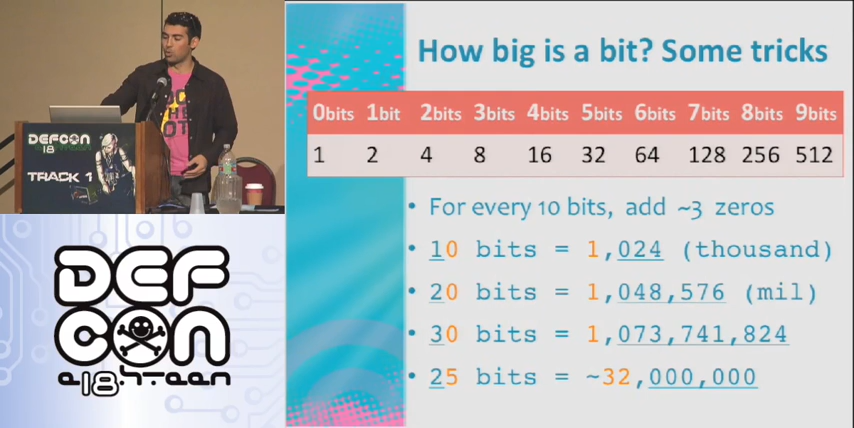 DEFCON
18
TRACK 1
DEF
CON
e18hteen
How big is a bit? Some tricks
0bits 1bit 2bits 3bits 4bits 5bits 6bits 7bits 8bits 9bits
1 2 4 8 16 32 64 128 256 512
• For every 10 bits, add ~3 zeros
• 10 bits = 1,024 (thousand)
• 20 bits = 1,048,576 (mil)
• 30 bits = 1,073,741,824
• 25 bits = ~32,000,000